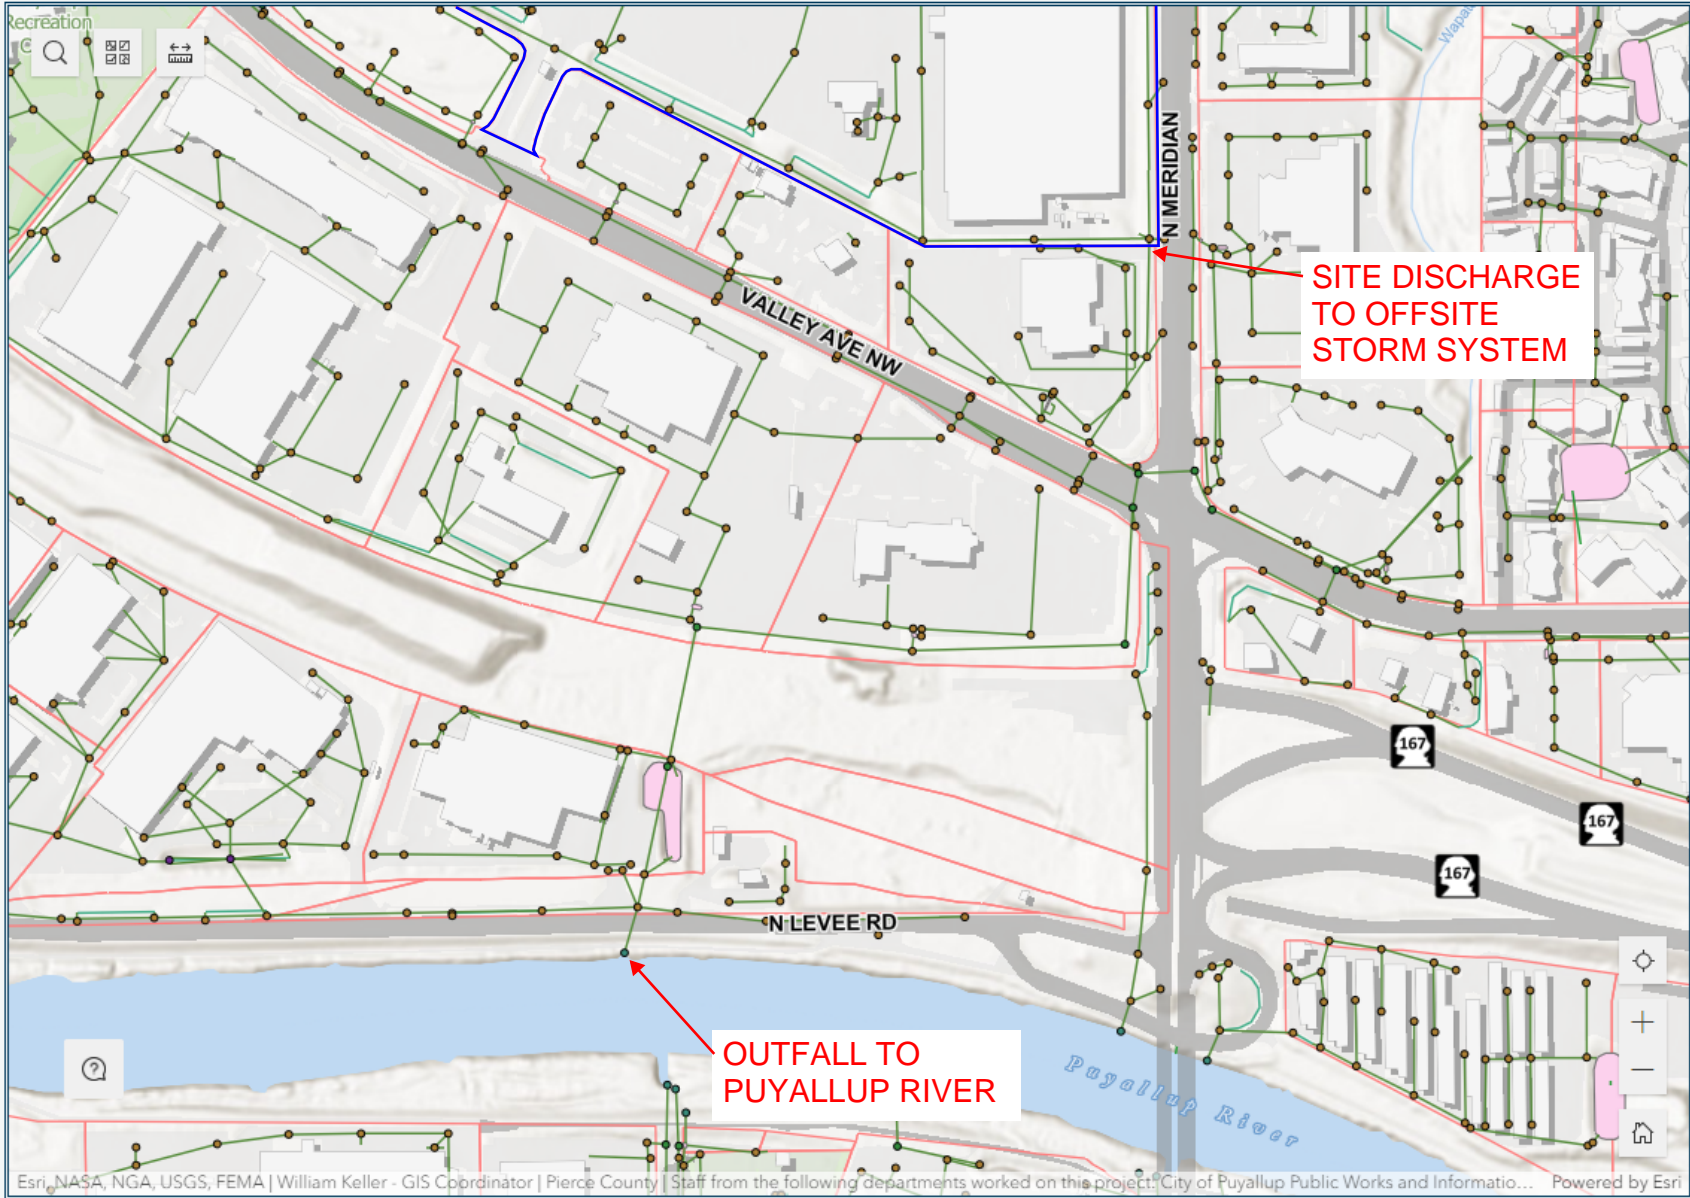 Recreation
Wapat
N MERIDIAN
SITE DISCHARGE
TO OFFSITE
STORM SYSTEM
VALLEY AVE NW
167
167
167
N LEVEE RD
OUTFALL TO
PUYALLUP RIVER
Puyallup River
Esri, NASA, NGA, USGS, FEMA | William Keller - GIS Coordinator | Pierce County | Staff from the following departments worked on this project: City of Puyallup Public Works and Informatio... Powered by Esri